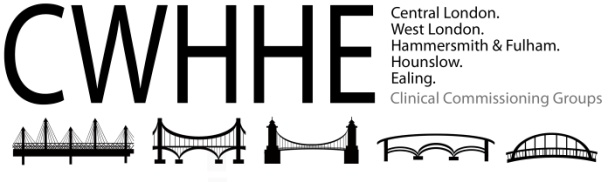 CWHHE
Central London.
West London.
Hammersmith & Fulham.
Hounslow.
Ealing.
Clinical Commissioning Groups